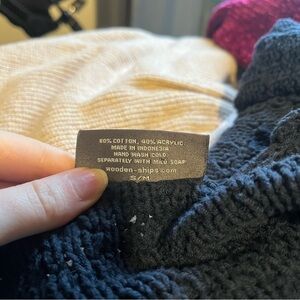 60% COTTON, 40% ACRYLIC
MADE IN INDONESIA
HAND WASH COLD
SEPARATELY WITH MILD SOAP
wooden-ships.com
S/M